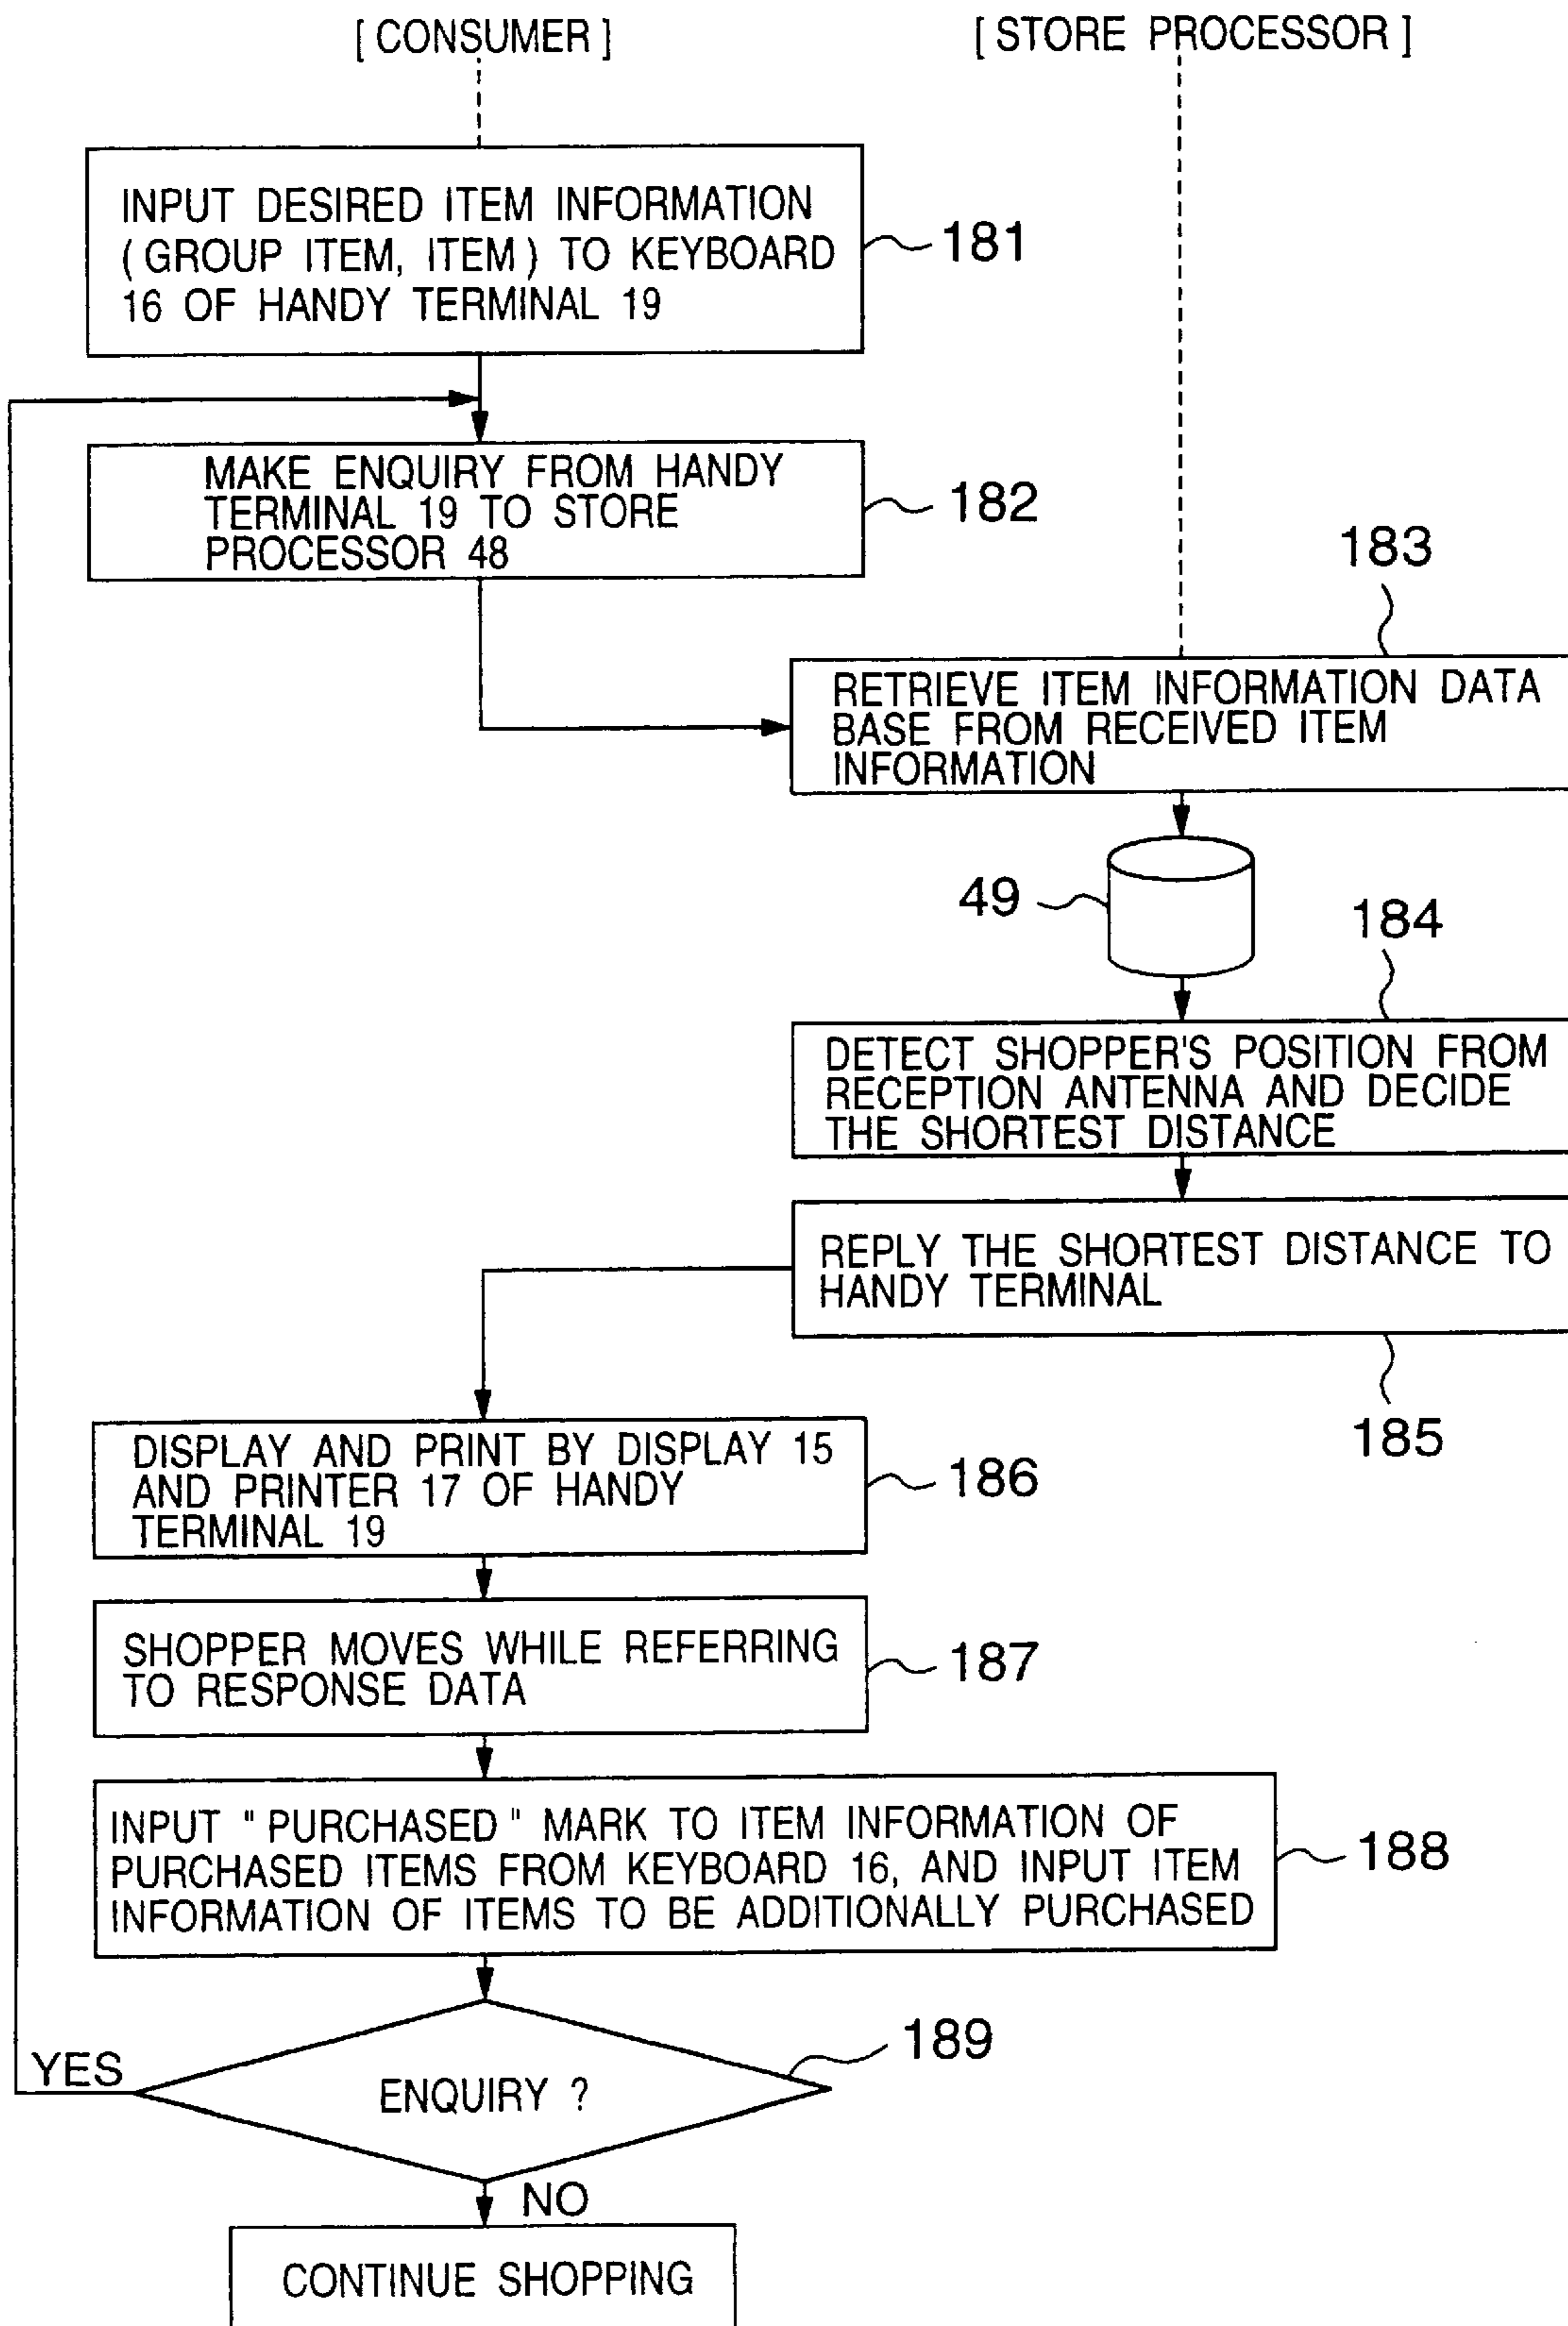 [ CONSUMER ]
[ STORE PROCESSOR ]
INPUT DESIRED ITEM INFORMATION
( GROUP ITEM, ITEM ) TO KEYBOARD
16 OF HANDY TERMINAL 19
181
MAKE ENQUIRY FROM HANDY
TERMINAL 19 TO STORE
PROCESSOR 48
182
183
RETRIEVE ITEM INFORMATION DATA
BASE FROM RECEIVED ITEM
INFORMATION
49
184
DETECT SHOPPER'S POSITION FROM
RECEPTION ANTENNA AND DECIDE
THE SHORTEST DISTANCE
REPLY THE SHORTEST DISTANCE TO
HANDY TERMINAL
185
DISPLAY AND PRINT BY DISPLAY 15
AND PRINTER 17 OF HANDY
TERMINAL 19
186
SHOPPER MOVES WHILE REFERRING
TO RESPONSE DATA
187
INPUT " PURCHASED " MARK TO ITEM INFORMATION OF
PURCHASED ITEMS FROM KEYBOARD 16, AND INPUT ITEM
INFORMATION OF ITEMS TO BE ADDITIONALLY PURCHASED
188
189
YES
ENQUIRY ?
NO
CONTINUE SHOPPING